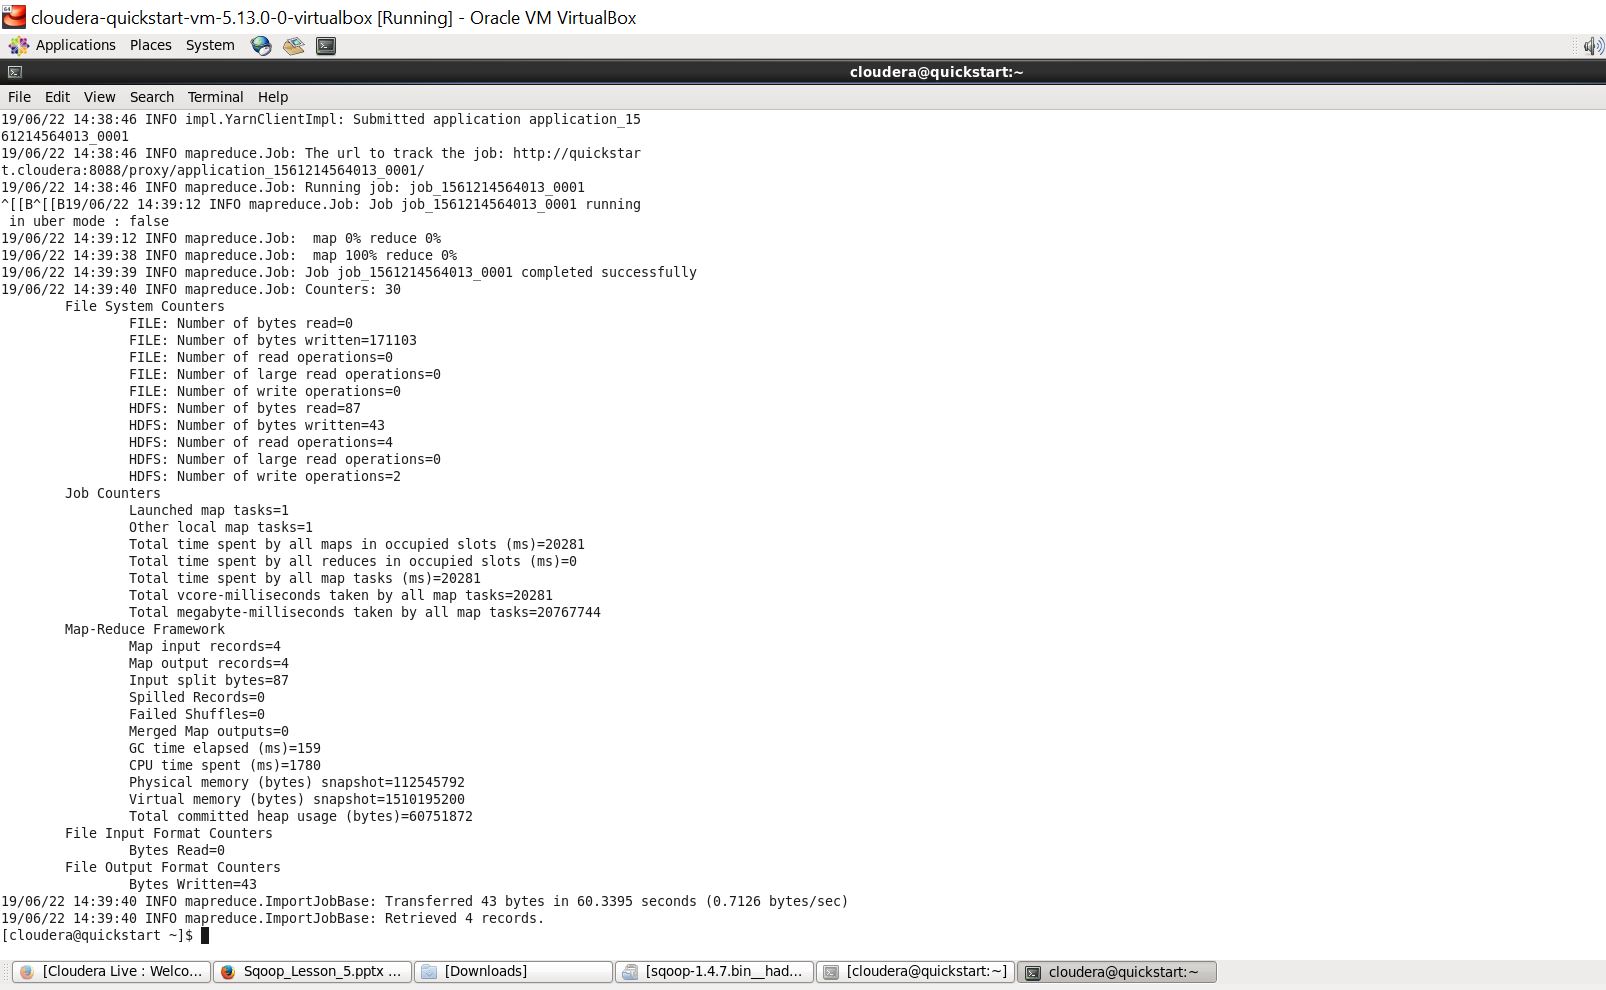 cloudera-quickstart-vm-5.13.0-0-virtualbox [Running] - Oracle VM VirtualBox
Applications Places System
cloudera@quickstart:~
File Edit View Search Terminal Help
19/06/22 14:38:46 INFO impl.YarnClientImpl: Submitted application application_15
61214564013_0001
19/06/22 14:38:46 INFO mapreduce.Job: The url to track the job: http://quickstar
t.cloudera:8088/proxy/application_1561214564013_0001/
19/06/22 14:38:46 INFO mapreduce.Job: Running job: job_1561214564013_0001
^[[B^[[B19/06/22 14:39:12 INFO mapreduce.Job: Job job_1561214564013_0001 running
 in uber mode : false
19/06/22 14:39:12 INFO mapreduce.Job:  map 0% reduce 0%
19/06/22 14:39:38 INFO mapreduce.Job:  map 100% reduce 0%
19/06/22 14:39:39 INFO mapreduce.Job: Job job_1561214564013_0001 completed successfully
19/06/22 14:39:40 INFO mapreduce.Job: Counters: 30
File System Counters
FILE: Number of bytes read=0
FILE: Number of bytes written=171103
FILE: Number of read operations=0
FILE: Number of large read operations=0
FILE: Number of write operations=0
HDFS: Number of bytes read=87
HDFS: Number of bytes written=43
HDFS: Number of read operations=4
HDFS: Number of large read operations=0
HDFS: Number of write operations=2
Job Counters
Launched map tasks=1
Other local map tasks=1
Total time spent by all maps in occupied slots (ms)=20281
Total time spent by all reduces in occupied slots (ms)=0
Total time spent by all map tasks (ms)=20281
Total vcore-milliseconds taken by all map tasks=20281
Total megabyte-milliseconds taken by all map tasks=20767744
Map-Reduce Framework
Map input records=4
Map output records=4
Input split bytes=87
Spilled Records=0
Failed Shuffles=0
Merged Map outputs=0
GC time elapsed (ms)=159
CPU time spent (ms)=1780
Physical memory (bytes) snapshot=112545792
Virtual memory (bytes) snapshot=1510195200
Total committed heap usage (bytes)=60751872
File Input Format Counters
Bytes Read=0
File Output Format Counters
Bytes Written=43
19/06/22 14:39:40 INFO mapreduce.ImportJobBase: Transferred 43 bytes in 60.3395 seconds (0.7126 bytes/sec)
19/06/22 14:39:40 INFO mapreduce.ImportJobBase: Retrieved 4 records.
[cloudera@quickstart ~]$
[Cloudera Live : Welco... Sqoop_Lesson_5.pptx ... [Downloads] [sqoop-1.4.7.bin__had... [cloudera@quickstart:~] cloudera@quickstart:~